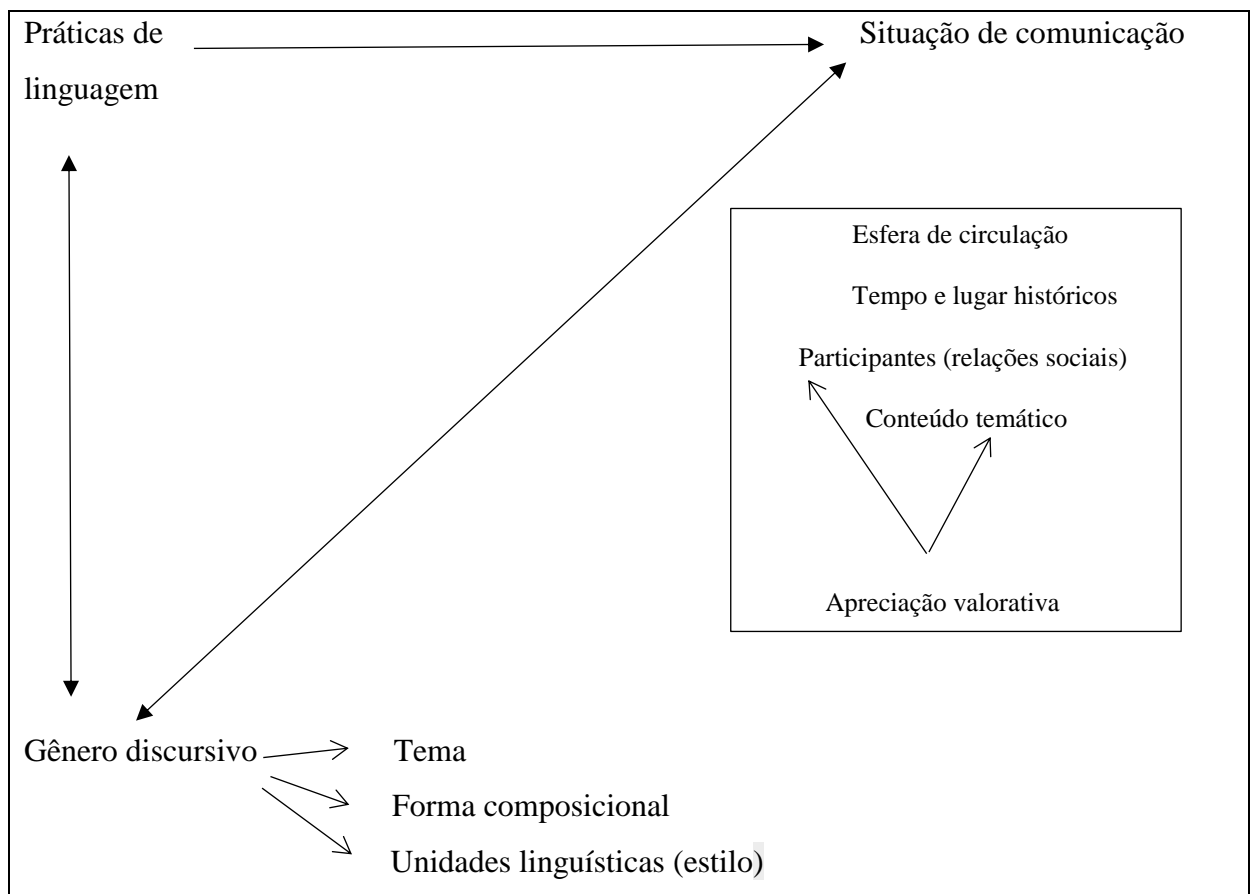 Práticas de
linguagem
Situação de comunicação
Esfera de circulação
Tempo e lugar históricos
Participantes (relações sociais)
Conteúdo temático
Apreciação valorativa
Gênero discursivo
Tema
Forma composicional
Unidades linguísticas (estilo)